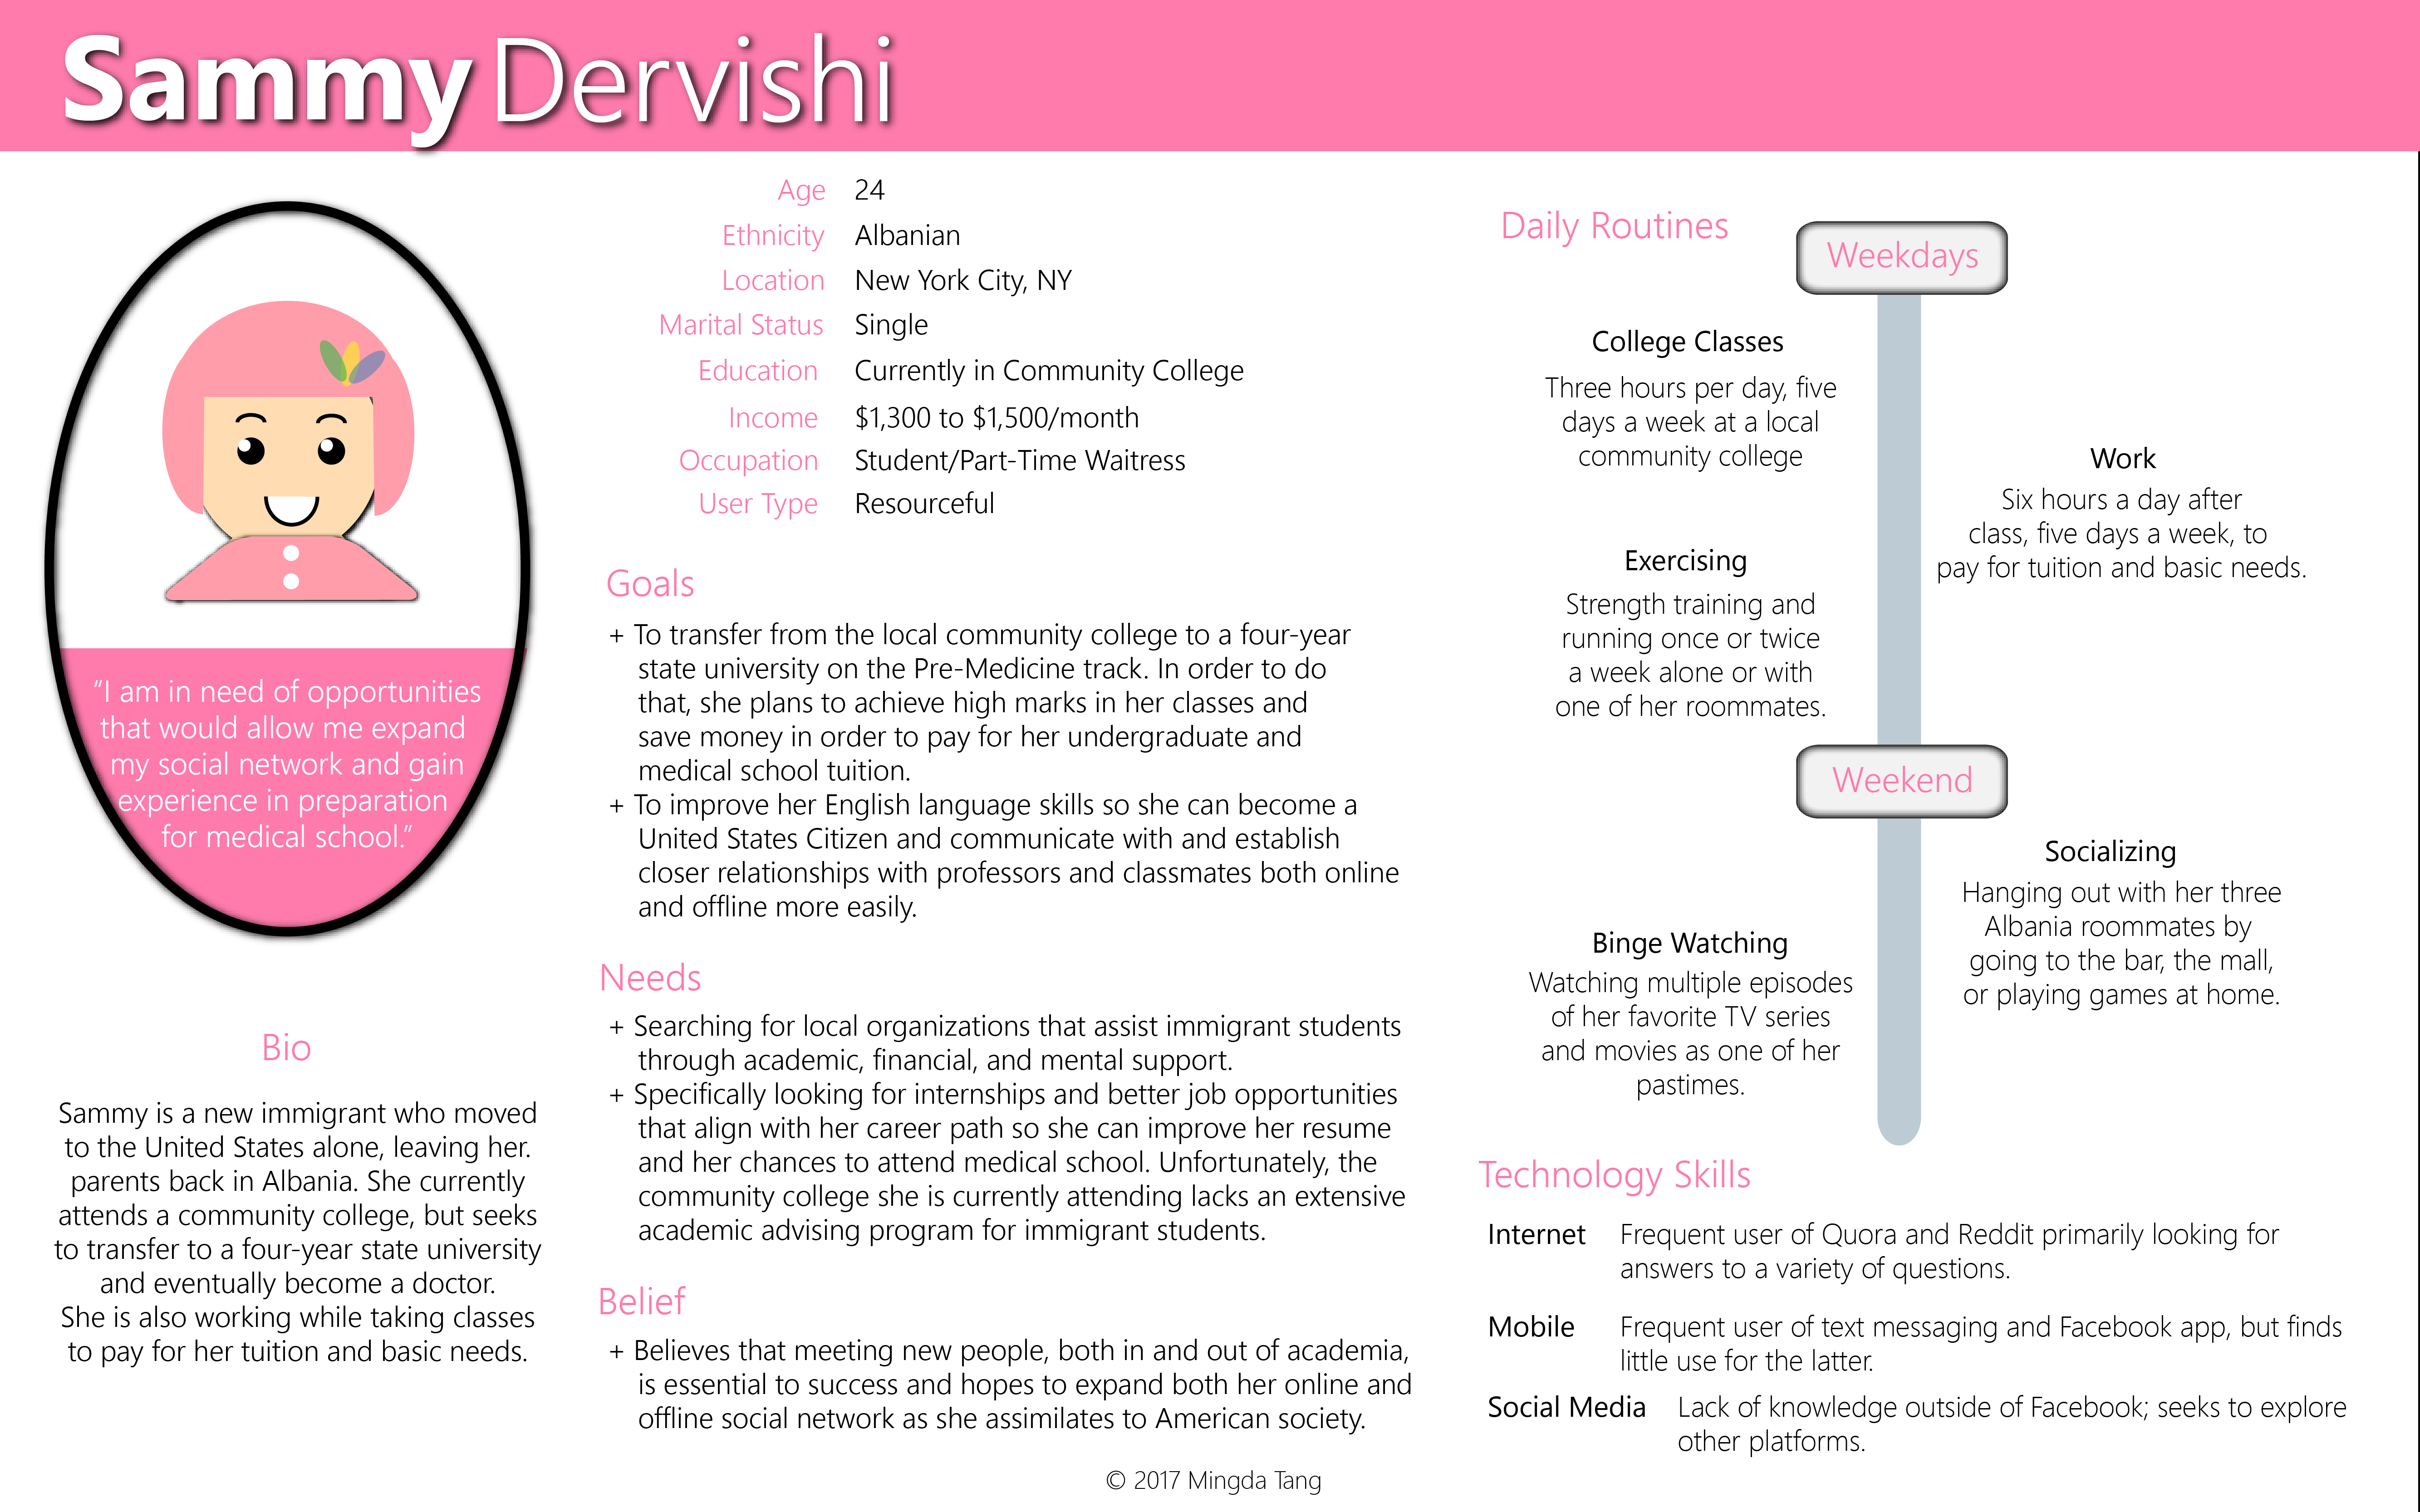 Sammy Dervishi
Age 24
Ethnicity Albanian
Location New York City, NY
Marital Status Single
Education Currently in Community College
Income $1,300 to $1,500/month
Occupation Student/Part-Time Waitress
User Type Resourceful
“I am in need of opportunities
that would allow me expand
my social network and gain
experience in preparation
for medical school.”
Bio
Sammy is a new immigrant who moved
to the United States alone, leaving her.
parents back in Albania. She currently
attends a community college, but seeks
to transfer to a four-year state university
and eventually become a doctor.
She is also working while taking classes
to pay for her tuition and basic needs.
Goals
+ To transfer from the local community college to a four-year
state university on the Pre-Medicine track. In order to do
that, she plans to achieve high marks in her classes and
save money in order to pay for her undergraduate and
medical school tuition.
+ To improve her English language skills so she can become a
United States Citizen and communicate with and establish
closer relationships with professors and classmates both online
and offline more easily.
Needs
+ Searching for local organizations that assist immigrant students
through academic, financial, and mental support.
+ Specifically looking for internships and better job opportunities
that align with her career path so she can improve her resume
and her chances to attend medical school. Unfortunately, the
community college she is currently attending lacks an extensive
academic advising program for immigrant students.
Belief
+ Believes that meeting new people, both in and out of academia,
is essential to success and hopes to expand both her online and
offline social network as she assimilates to American society.
Daily Routines
Weekdays
College Classes
Three hours per day, five
days a week at a local
community college
Work
Six hours a day after
class, five days a week, to
pay for tuition and basic needs.
Exercising
Strength training and
running once or twice
a week alone or with
one of her roommates.
Weekend
Socializing
Hanging out with her three
Albania roommates by
going to the bar, the mall,
or playing games at home.
Binge Watching
Watching multiple episodes
of her favorite TV series
and movies as one of her
pastimes.
Technology Skills
Internet Frequent user of Quora and Reddit primarily looking for
answers to a variety of questions.
Mobile Frequent user of text messaging and Facebook app, but finds
little use for the latter.
Social Media Lack of knowledge outside of Facebook; seeks to explore
other platforms.
© 2017 Mingda Tang